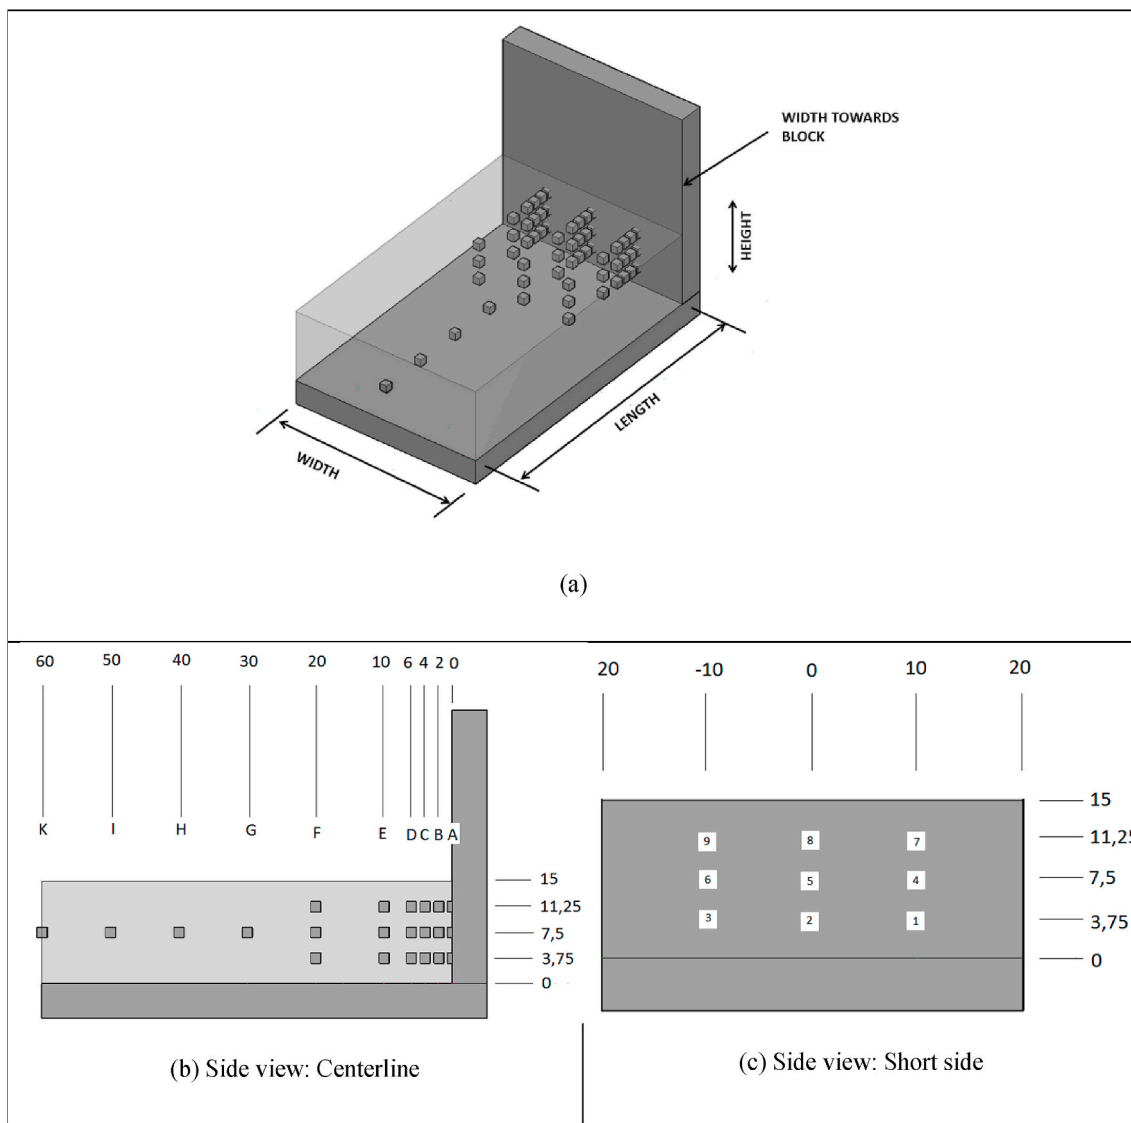 WIDTH TOWARDS
BLOCK
HEIGHT
LENGTH
WIDTH
(a)
60 50 40 30 20 10 6 4 2 0
K I H G F E D C B A
15
11,25
7,5
3,75
0
(b) Side view: Centerline
20 -10 0 10 20
15
9 8 7 11,25
6 5 4 7,5
3 2 1 3,75
0
(c) Side view: Short side